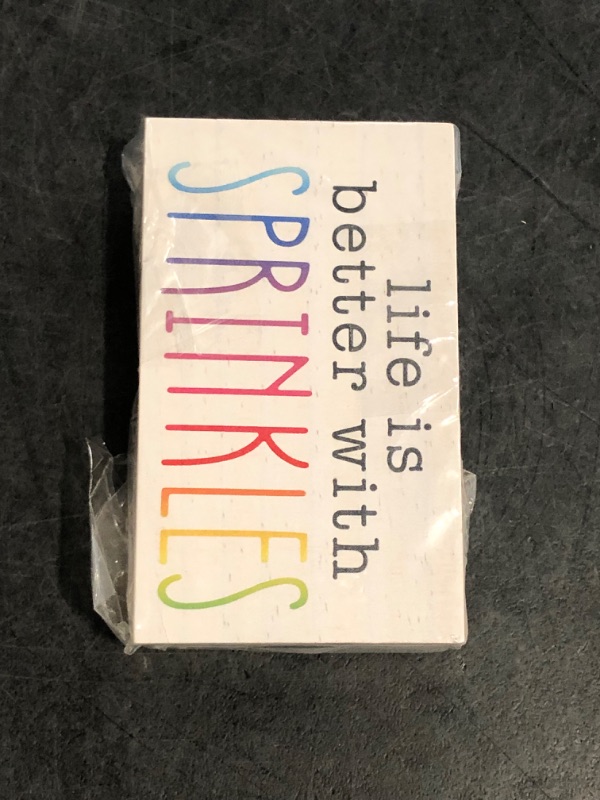 life is
better with
SPRINKLES